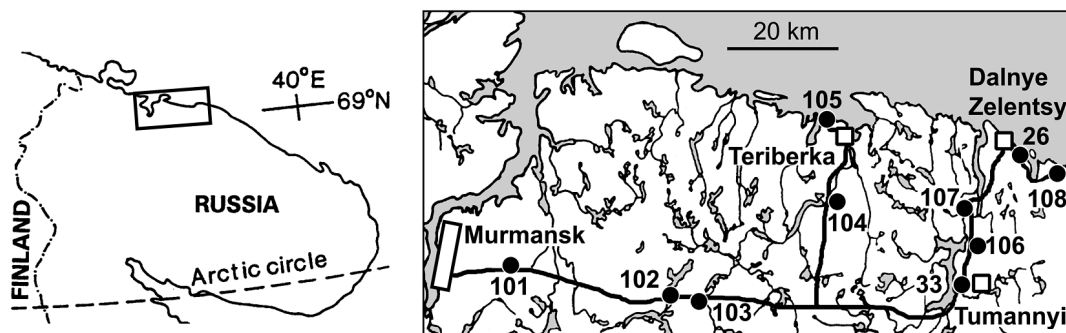 40°E
69°N
FINLAND
RUSSIA
Arctic circle
20 km
Dalnye
Zelentsy
105
26
Teriberka
104
107
108
Murmansk
106
101
102
103
33
Tumannyi